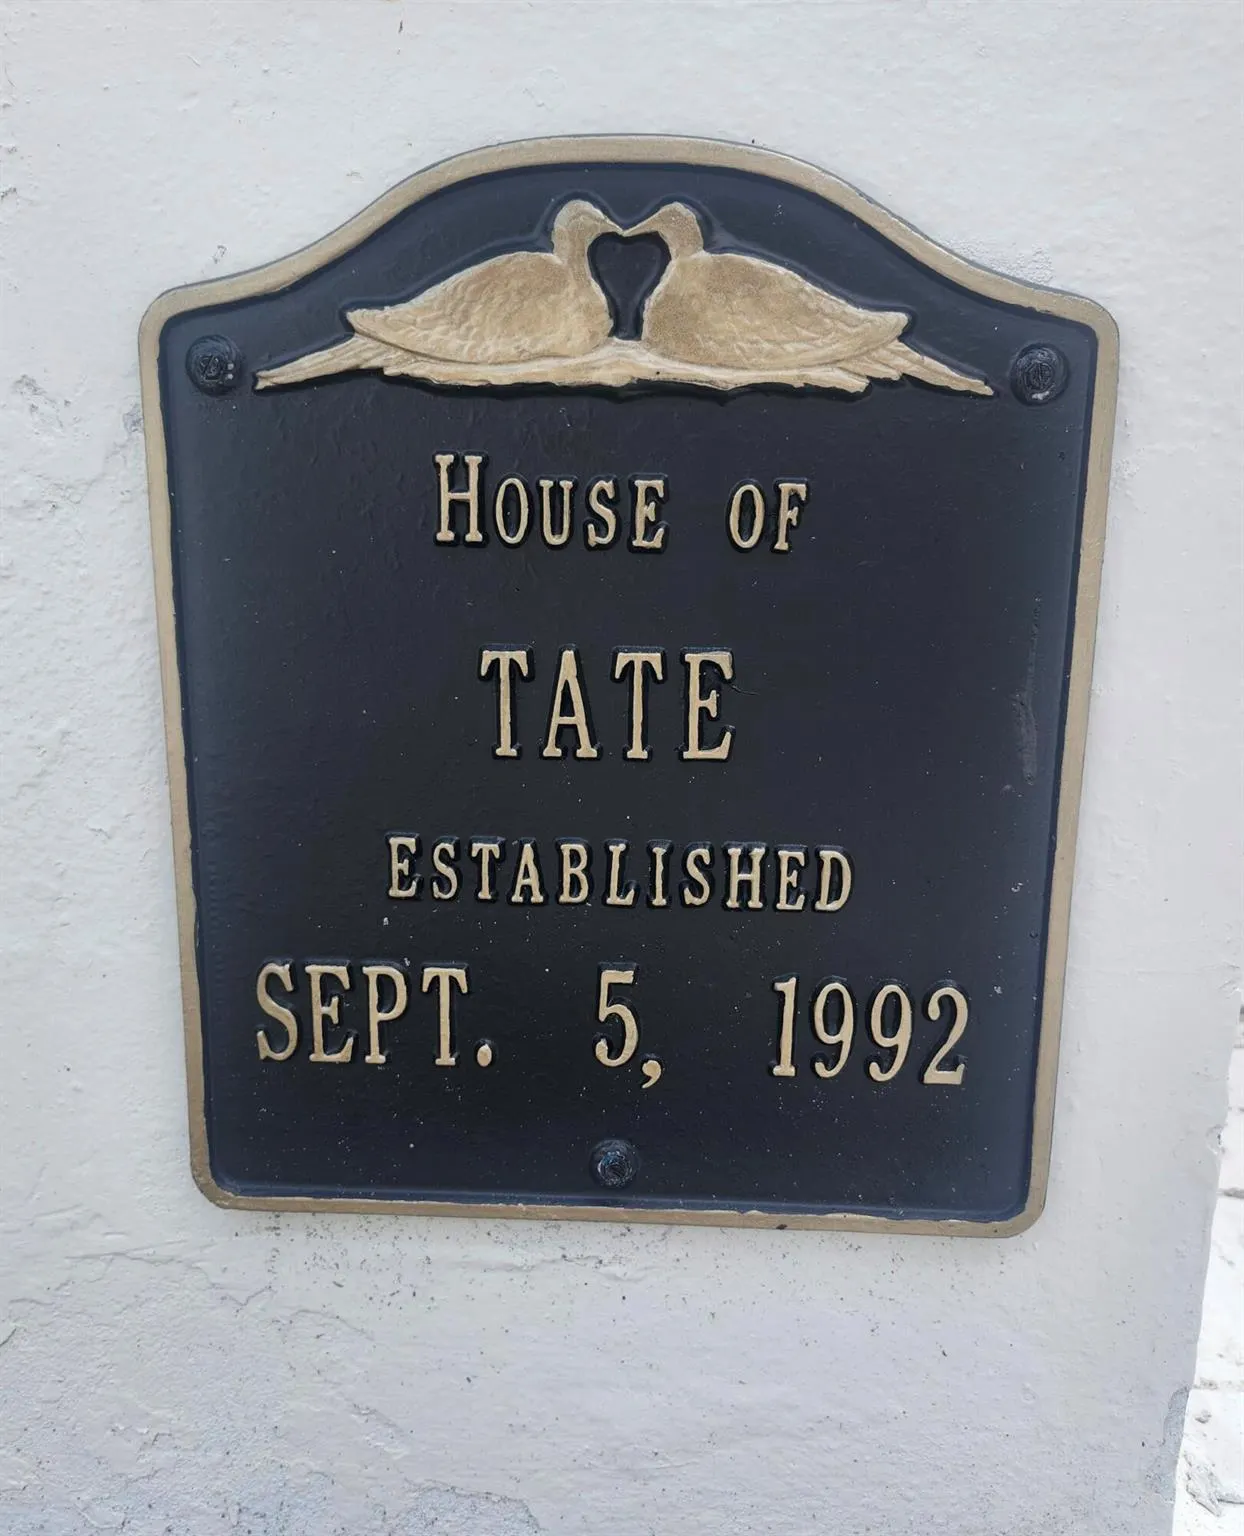 HOUSE OF
TATE
ESTABLISHED
SEPT. 5, 1992